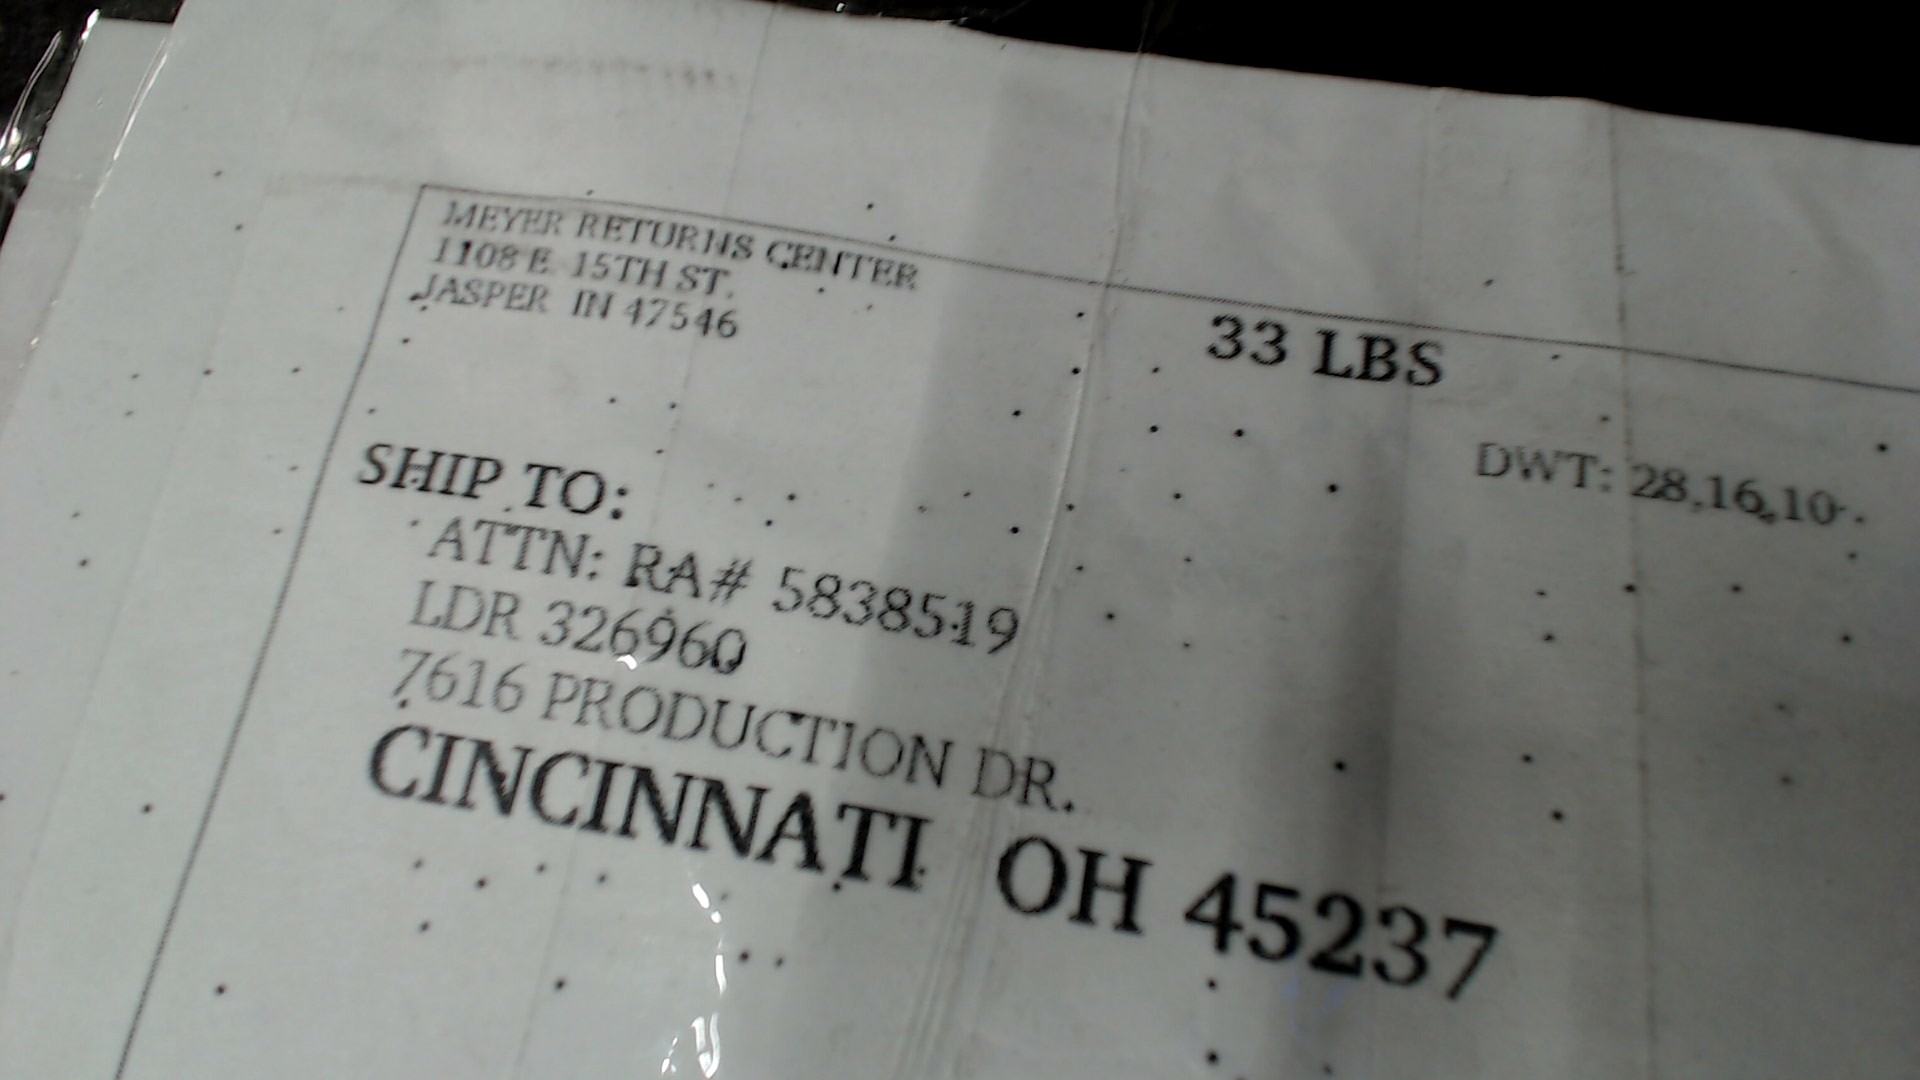 MEYER RETURNS CENTER
1108 E 15TH ST.
JASPER IN 47546
33 LBS
DWT: 28,16,10
SHIP TO:
ATTN: RA# 5838519
LDR 326960
7616 PRODUCTION DR.
CINCINNATI OH 45237